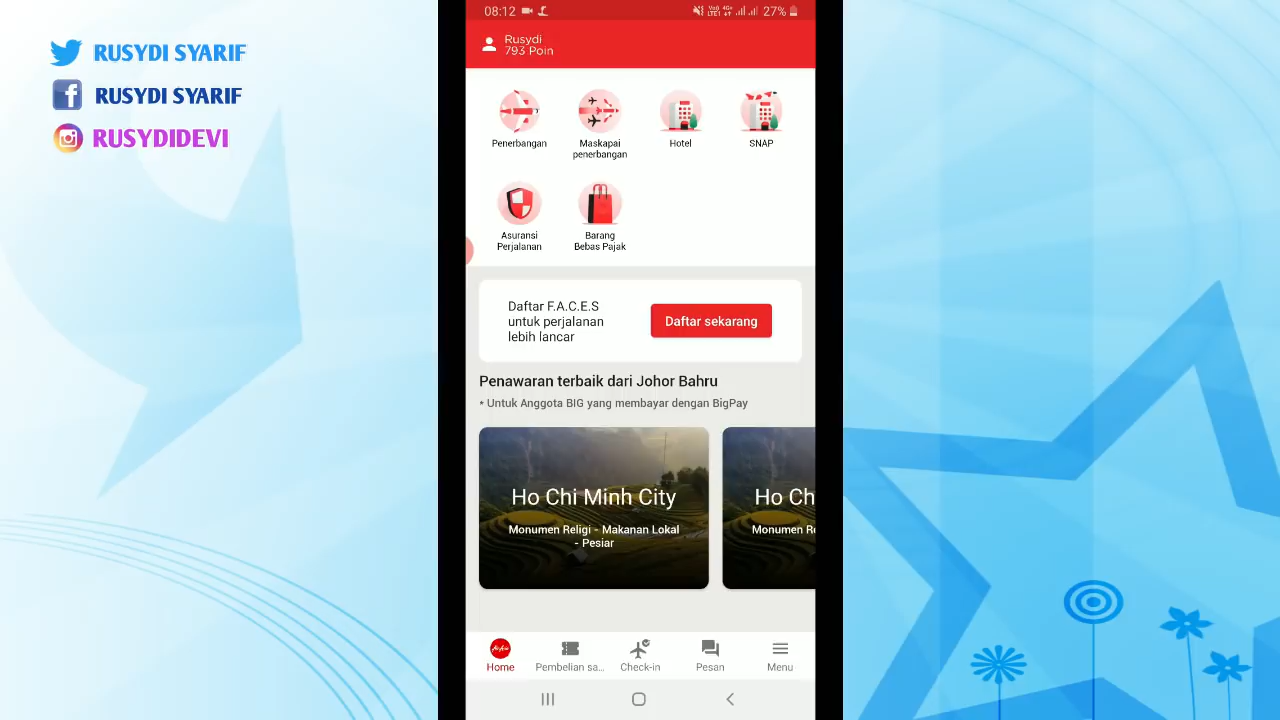 RUSYDI SYARIF
RUSYDI SYARIF
RUSYDIDEVI
08:12
27%
Rusydi
793 Poin
Penerbangan
Maskapai
penerbangan
Hotel
SNAP
Asuransi
Perjalanan
Barang
Bebas Pajak
Daftar F.A.C.E.S
untuk perjalanan
lebih lancar
Daftar sekarang
Penawaran terbaik dari Johor Bahru
* Untuk Anggota BIG yang membayar dengan BigPay
Ho Chi Minh City
Monumen Religi - Makanan Lokal
- Pesiar
Ho Ch
Monumen R
Home
Pembelian sa...
Check-in
Pesan
Menu